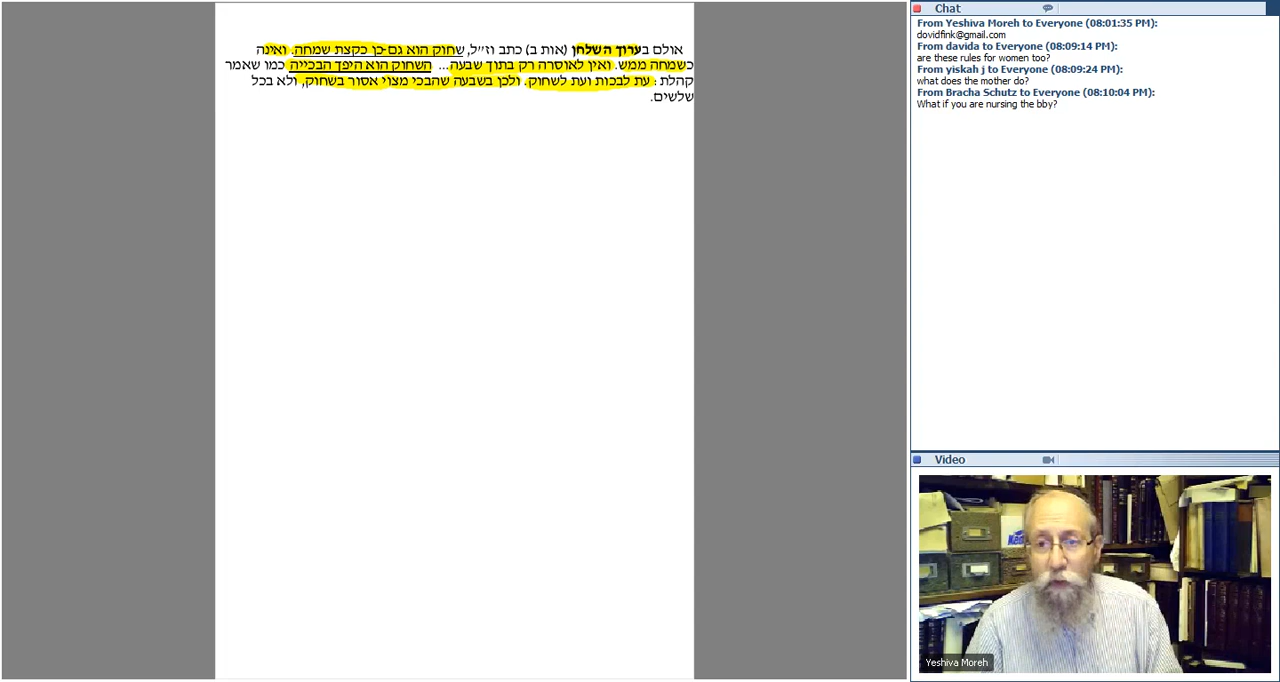 אולם בערוך השלחן (אות ב) כתב וז״ל, שחוק הוא גם-כן כקצת שמחה. ואינה
כשמחה ממש. ואין לאוסרה רק בתוך שבעה... השחוק הוא היפך הבכייה כמו שאמר
קהלת: עת לבכות ועת לשחוק. ולכן בשבעה שהבכי מצוי אסור בשחוק, ולא בכל
שלשים.
Chat
From Yeshiva Moreh to Everyone (08:01:35 PM):
dovidfink@gmail.com
From davida to Everyone (08:09:14 PM):
are these rules for women too?
From yiskah j to Everyone (08:09:24 PM):
what does the mother do?
From Bracha Schutz to Everyone (08:10:04 PM):
What if you are nursing the bby?
Video
Yeshiva Moreh